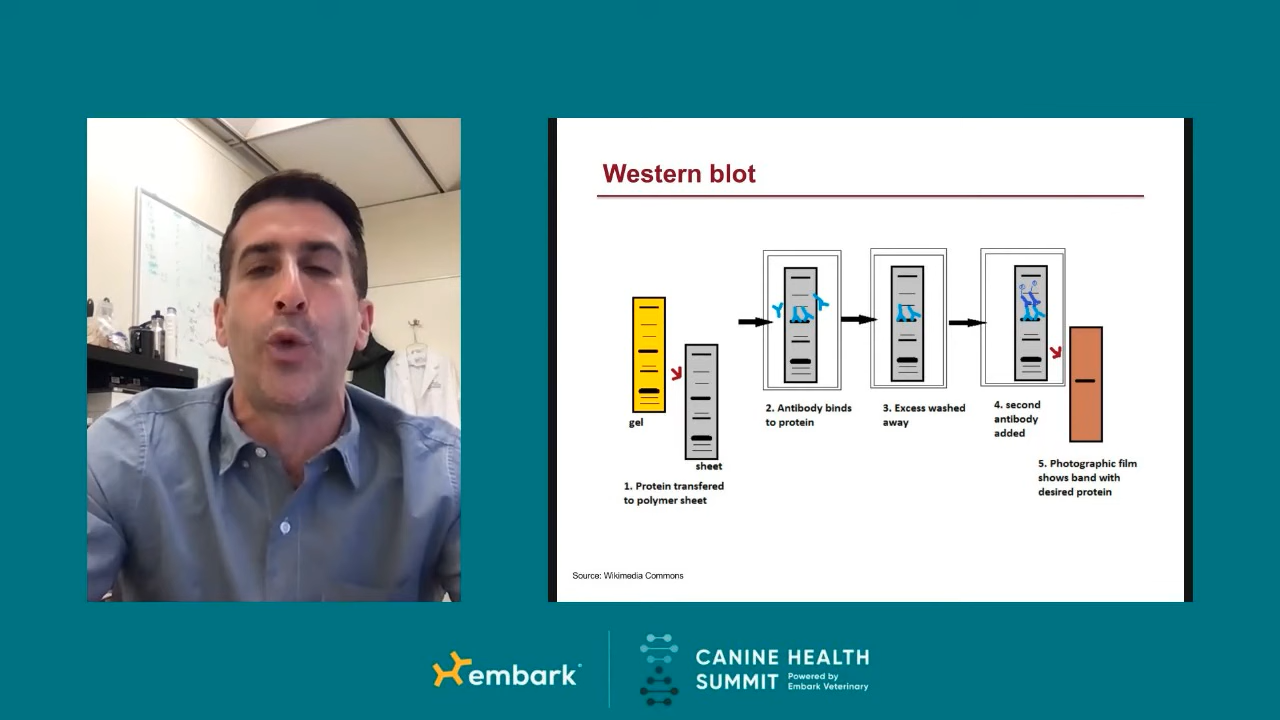 Western blot
gel
sheet
1. Protein transfered
to polymer sheet
2. Antibody binds
to protein
3. Excess washed
away
4. second
antibody
added
5. Photographic film
shows band with
desired protein
Source: Wikimedia Commons
embark
CANINE HEALTH
SUMMIT
Powered by
Embark Veterinary